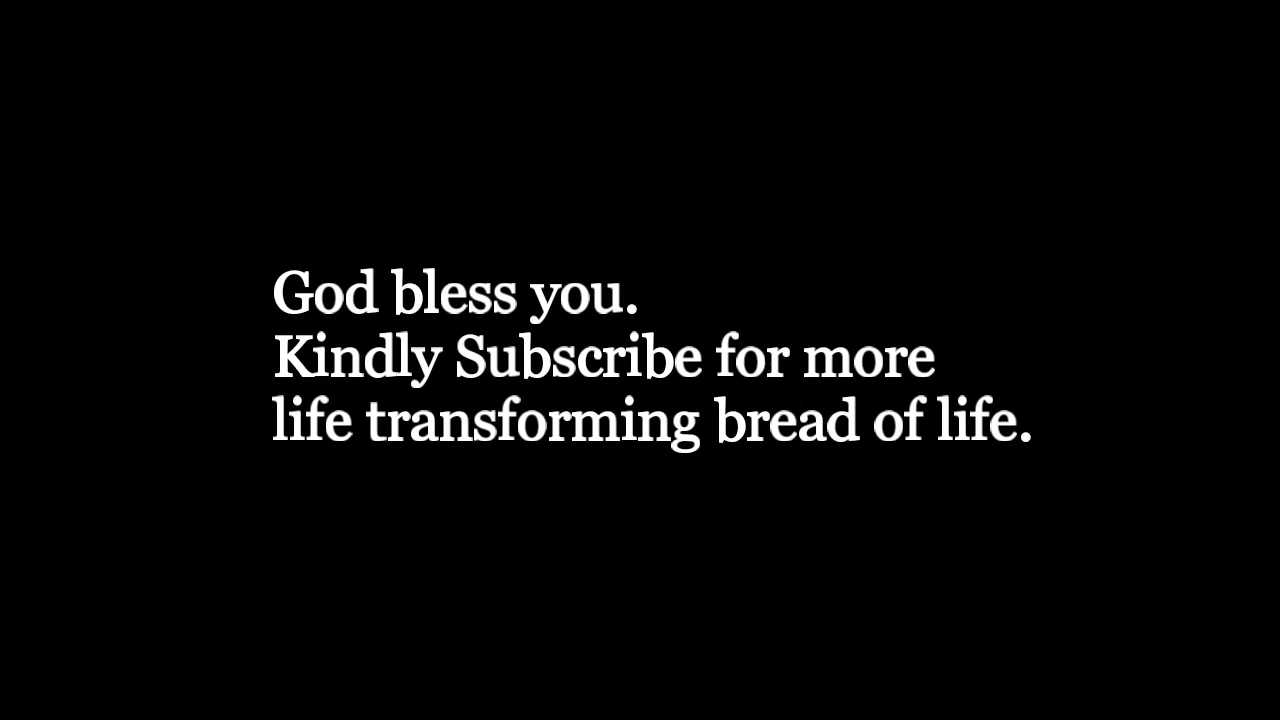 God bless you.
Kindly Subscribe for more
life transforming bread of life.